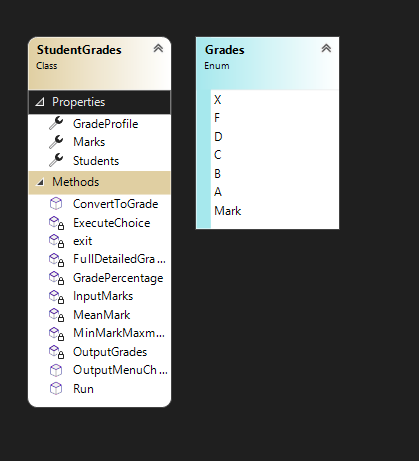 StudentGrades
Class
Properties
GradeProfile
Marks
Students
Methods
ConvertToGrade
ExecuteChoice
exit
FullDetailedGra...
GradePercentage
InputMarks
MeanMark
MinMarkMaxm...
OutputGrades
OutputMenuCh...
Run
Grades
Enum
X
F
D
C
B
A
Mark